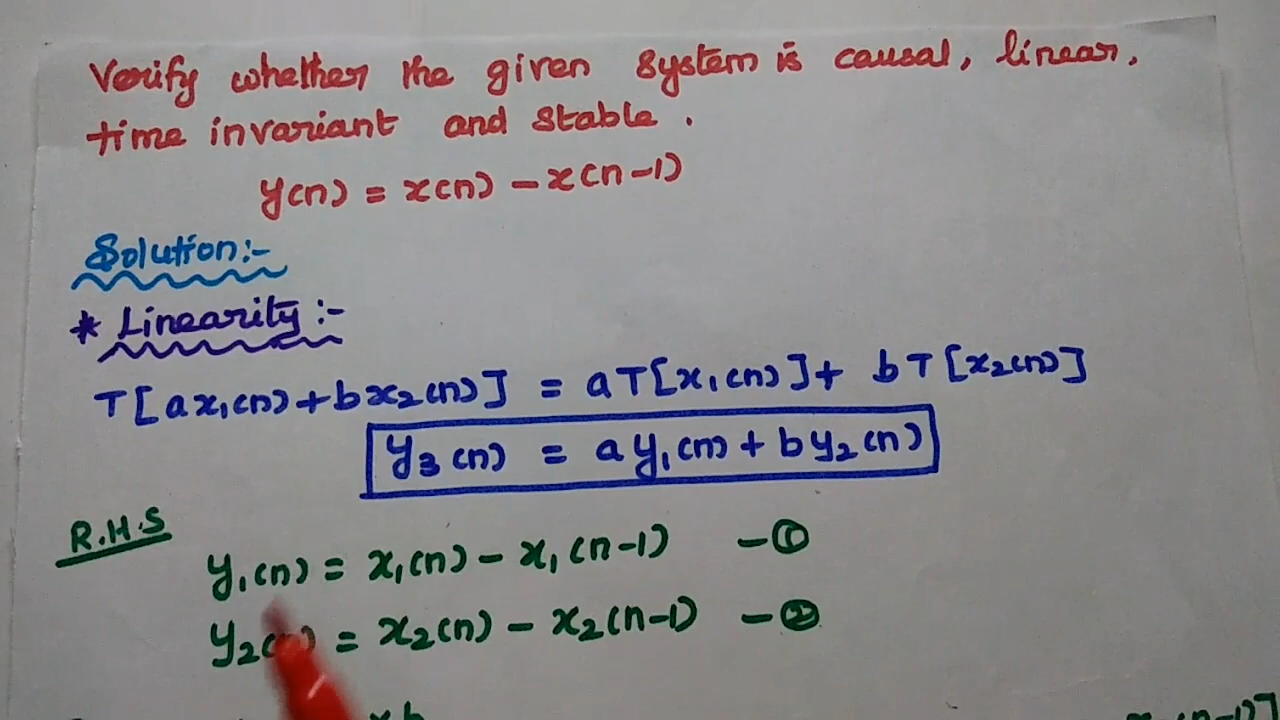 Verify whether the given system is causal, linear,
time invariant and stable.
y(n) = x(n) - x(n-1)
Solution:-
* Linearity:-
T[ax₁(n)+bx₂(n)] = aT[x₁(n)]+ bT[x₂(n)]
y₃(n) = ay₁(n) + by₂(n)
R.H.S
y₁(n) = x₁(n) - x₁(n-1) -①
y₂(n) = x₂(n) - x₂(n-1) -②